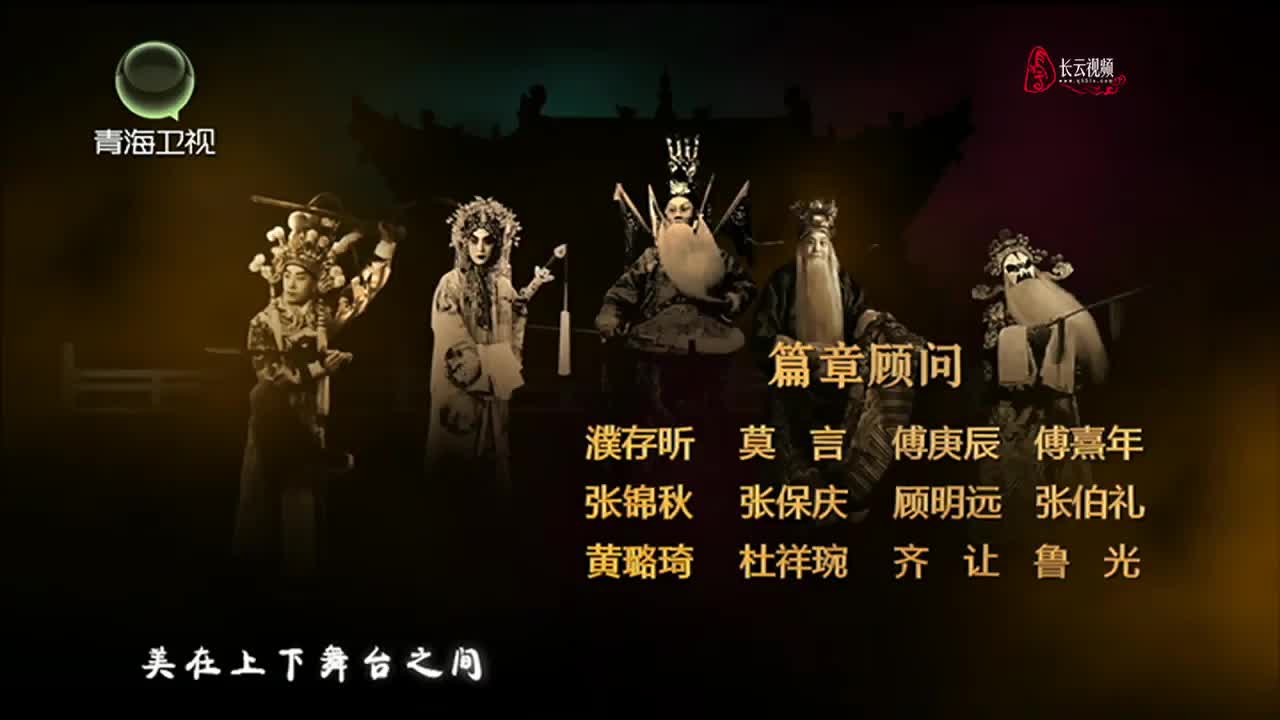 青海卫视
长云视频
篇章顾问
濮存昕 莫言 傅庚辰 傅熹年
张锦秋 张保庆 顾明远 张伯礼
黄璐琦 杜祥琬 齐让 鲁光
美在上下舞台之间